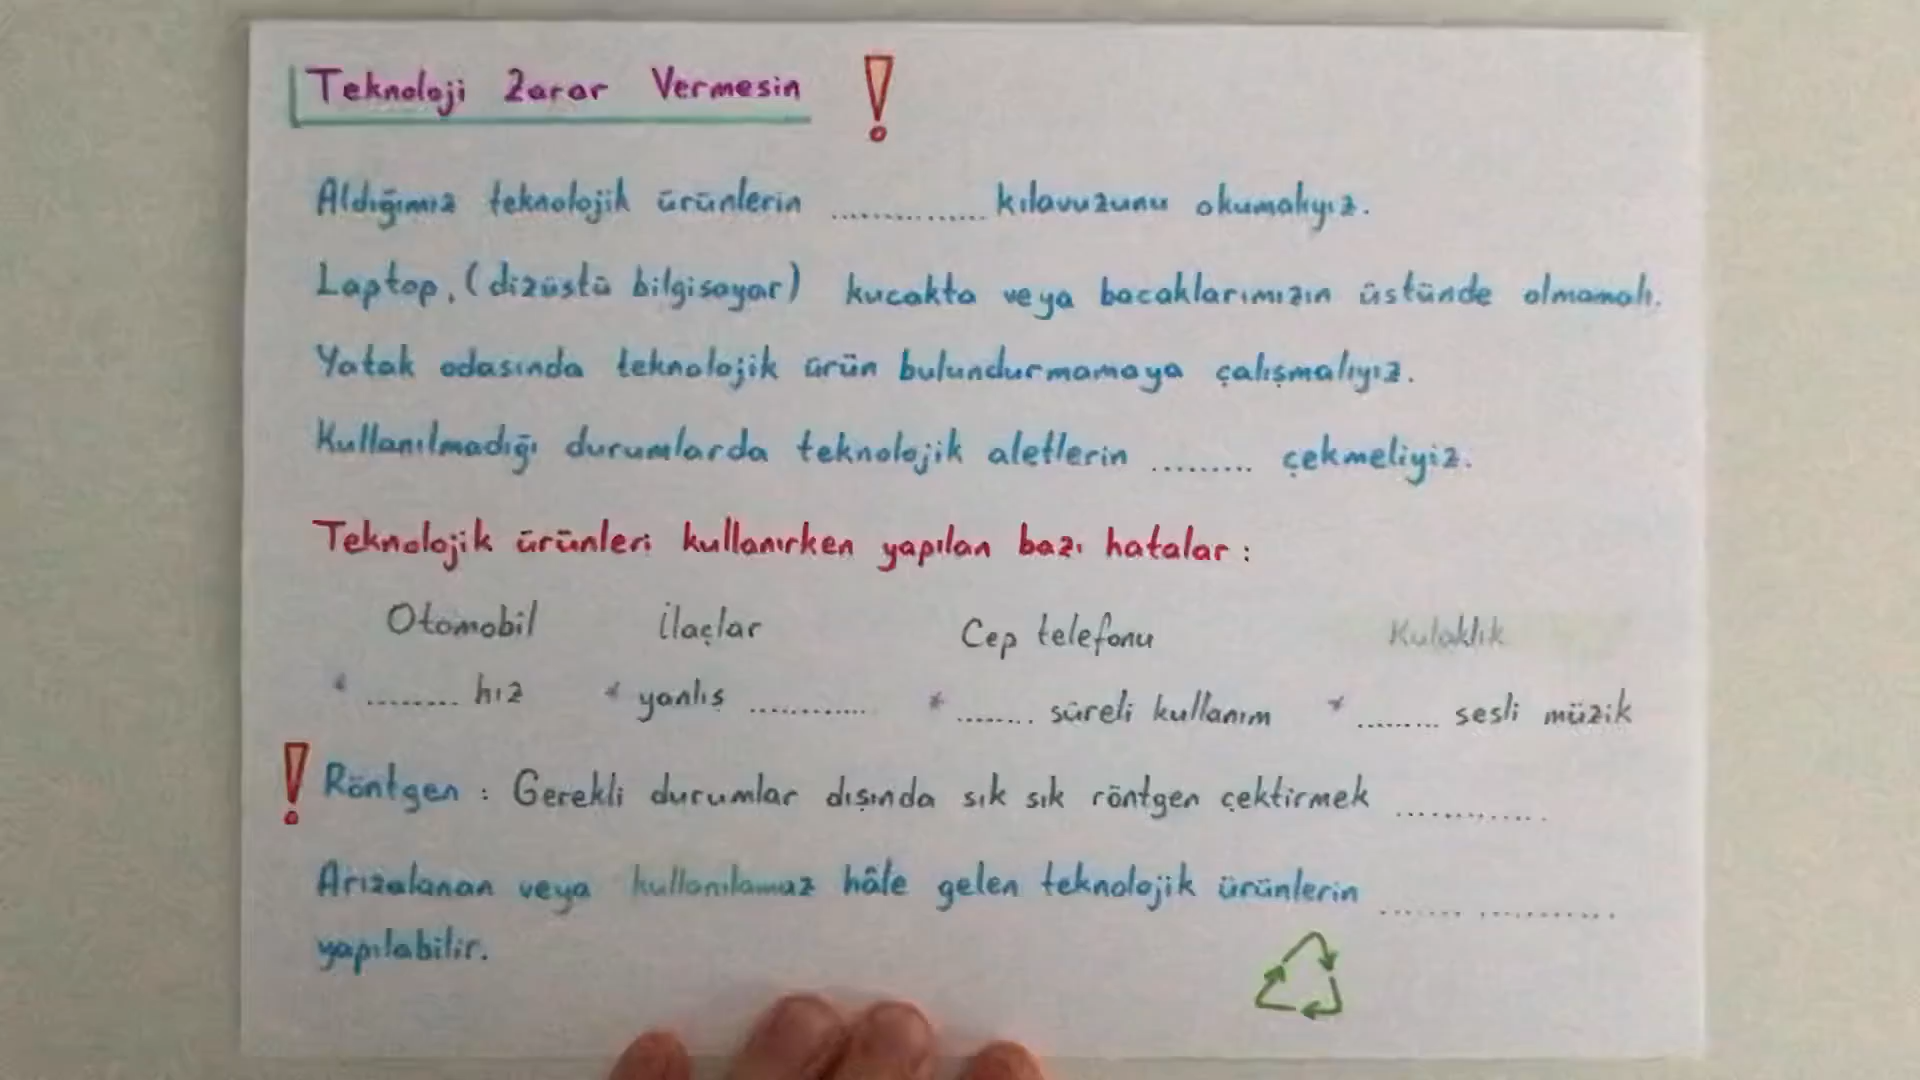 Teknoloji Zarar Vermesin !
Aldığımız teknolojik ürünlerin .............. kılavuzunu okumalıyız.
Laptop, (dizüstü bilgisayar) kucakta veya bacaklarımızın üstünde olmamalı.
Yatak odasında teknolojik ürün bulundurmamaya çalışmalıyız.
Kullanılmadığı durumlarda teknolojik aletlerin ......... çekmeliyiz.
Teknolojik ürünleri kullanırken yapılan bazı hatalar :
Otomobil İlaçlar Cep telefonu Kulaklık
* ........ hız * yanlış ............ * ....... süreli kullanım * ........ sesli müzik
! Röntgen : Gerekli durumlar dışında sık sık röntgen çektirmek .............
Arızalanan veya kullanılamaz hâle gelen teknolojik ürünlerin ....... ............
yapılabilir.